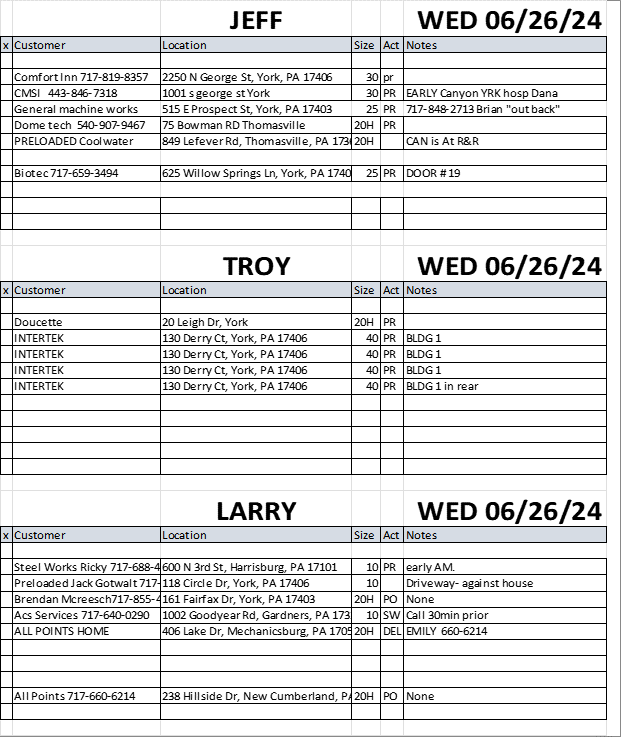 JEFF WED 06/26/24
x Customer Location Size Act Notes
Comfort Inn 717-819-8357 2250 N George St, York, PA 17406 30 pr
CMSI 443-846-7318 1001 s george st York 30 PR EARLY Canyon YRK hosp Dana
General machine works 515 E Prospect St, York, PA 17403 25 PR 717-848-2713 Brian "out back"
Dome tech 540-907-9467 75 Bowman RD Thomasville 20H PR
PRELOADED Coolwater 849 Lefever Rd, Thomasville, PA 173 20H CAN is At R&R
Biotec 717-659-3494 625 Willow Springs Ln, York, PA 1740 25 PR DOOR #19
TROY WED 06/26/24
x Customer Location Size Act Notes
Doucette 20 Leigh Dr, York 20H PR
INTERTEK 130 Derry Ct, York, PA 17406 40 PR BLDG 1
INTERTEK 130 Derry Ct, York, PA 17406 40 PR BLDG 1
INTERTEK 130 Derry Ct, York, PA 17406 40 PR BLDG 1
INTERTEK 130 Derry Ct, York, PA 17406 40 PR BLDG 1 in rear
LARRY WED 06/26/24
x Customer Location Size Act Notes
Steel Works Ricky 717-688-4 600 N 3rd St, Harrisburg, PA 17101 10 PR early AM.
Preloaded Jack Gotwalt 717- 118 Circle Dr, York, PA 17406 10 Driveway- against house
Brendan Mcreesch717-855-4 161 Fairfax Dr, York, PA 17403 20H PO None
Acs Services 717-640-0290 1002 Goodyear Rd, Gardners, PA 173 10 SW Call 30min prior
ALL POINTS HOME 406 Lake Dr, Mechanicsburg, PA 1705 20H DEL EMILY 660-6214
All Points 717-660-6214 238 Hillside Dr, New Cumberland, PA 20H PO None